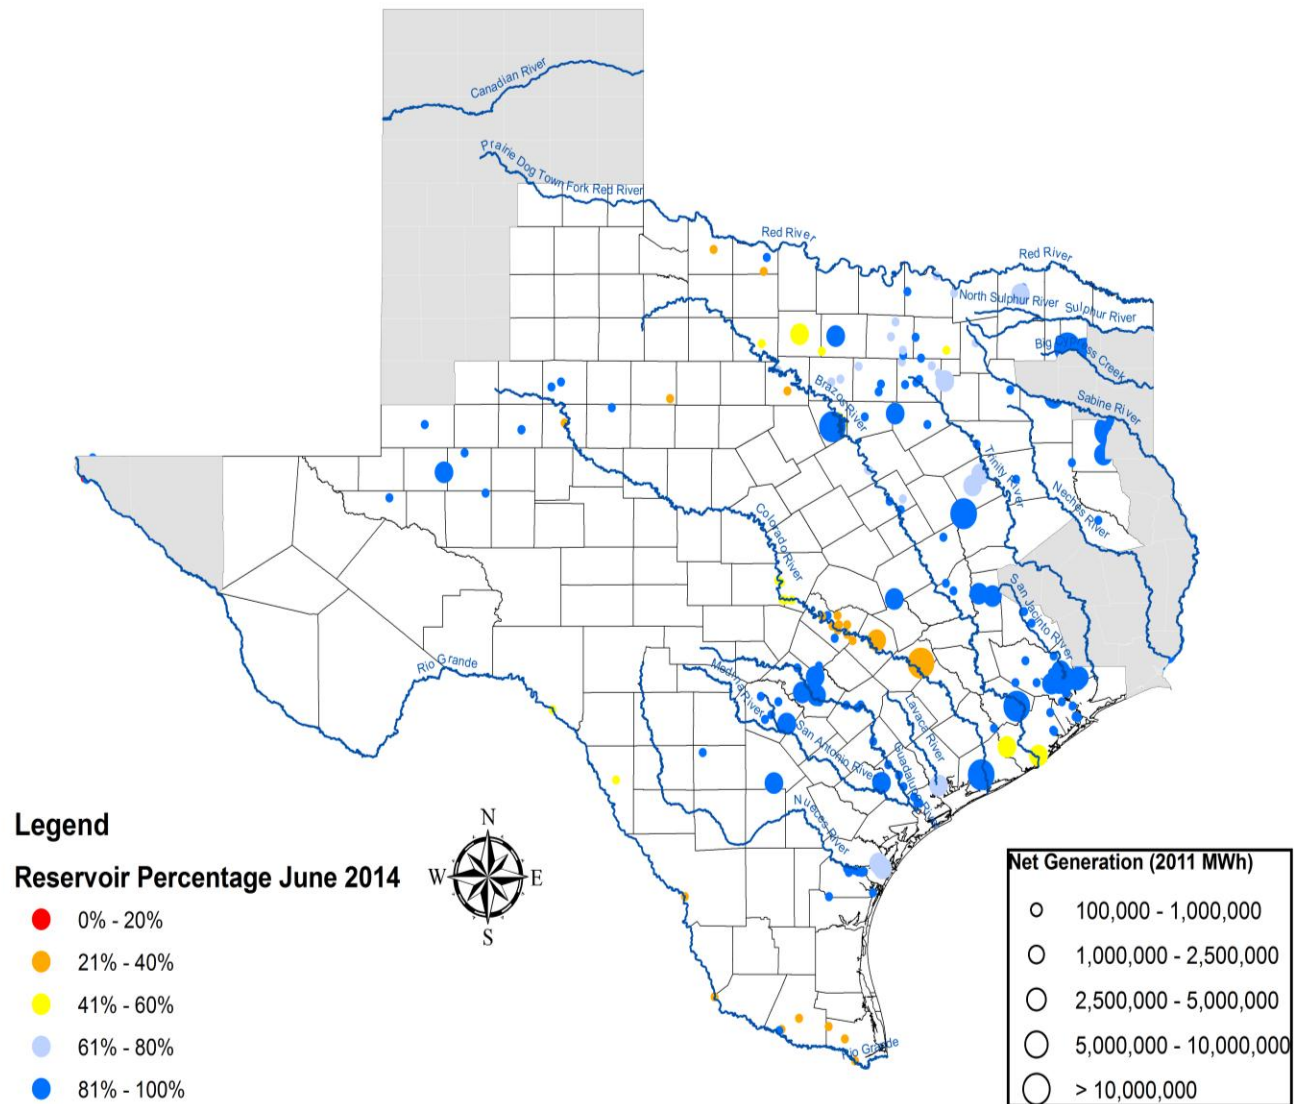 Canadian River
Prairie Dog Town Fork Red River
Red River
Red River
North Sulphur River
Sulphur River
Big Cypress Creek
Sabine River
Brazos River
Trinity River
Neches River
Colorado River
San Jacinto River
Rio Grande
Medina River
San Antonio River
Lavaca River
Guadalupe River
Nueces River
Rio Grande
N
W E
S
Legend
Reservoir Percentage June 2014
0% - 20%
21% - 40%
41% - 60%
61% - 80%
81% - 100%
Net Generation (2011 MWh)
100,000 - 1,000,000
1,000,000 - 2,500,000
2,500,000 - 5,000,000
5,000,000 - 10,000,000
> 10,000,000